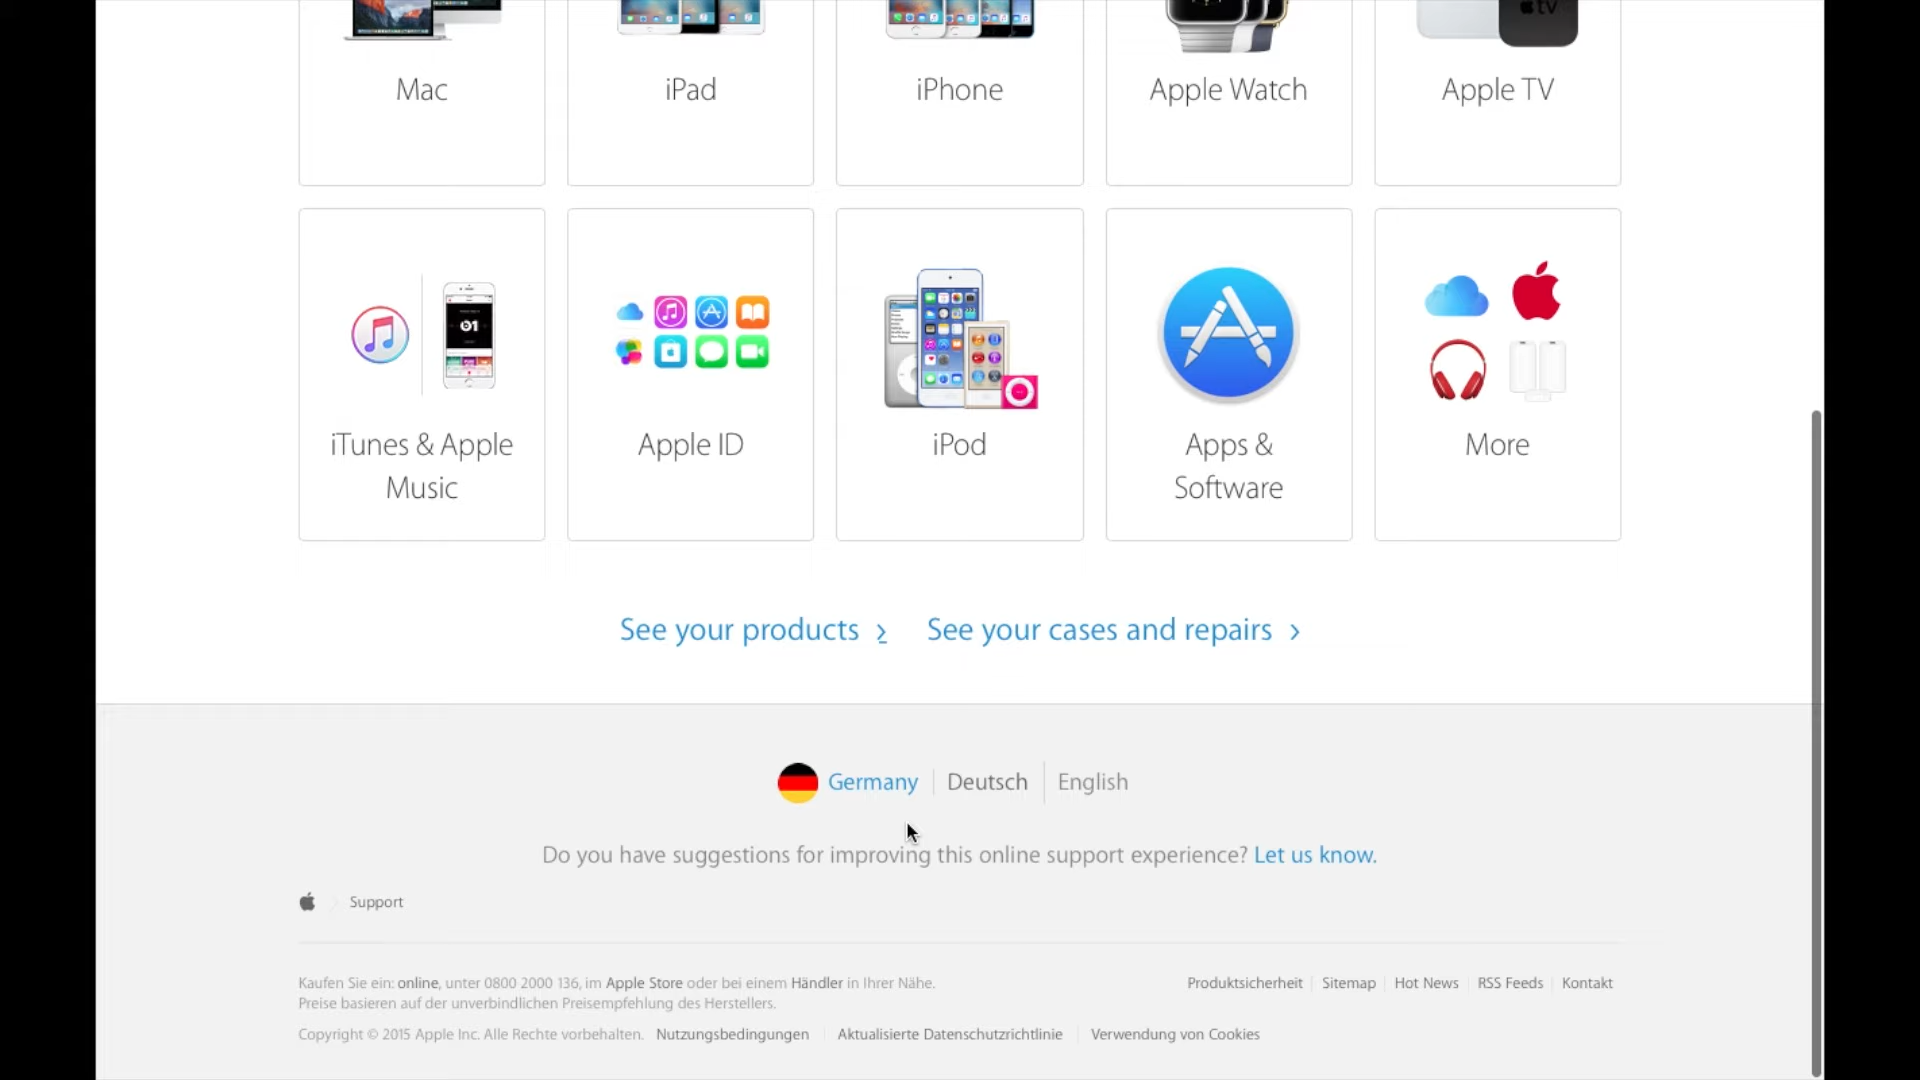 Mac
iPad
iPhone
Apple Watch
Apple TV
tv
iTunes & Apple
Music
Apple ID
iPod
Apps &
Software
More
See your products >
See your cases and repairs >
Germany
Deutsch
English
Do you have suggestions for improving this online support experience? Let us know.
Support
Kaufen Sie ein: online, unter 0800 2000 136, im Apple Store oder bei einem Händler in Ihrer Nähe.
Preise basieren auf der unverbindlichen Preisempfehlung des Herstellers.
Produktsicherheit
Sitemap
Hot News
RSS Feeds
Kontakt
Copyright © 2015 Apple Inc. Alle Rechte vorbehalten.
Nutzungsbedingungen
Aktualisierte Datenschutzrichtlinie
Verwendung von Cookies